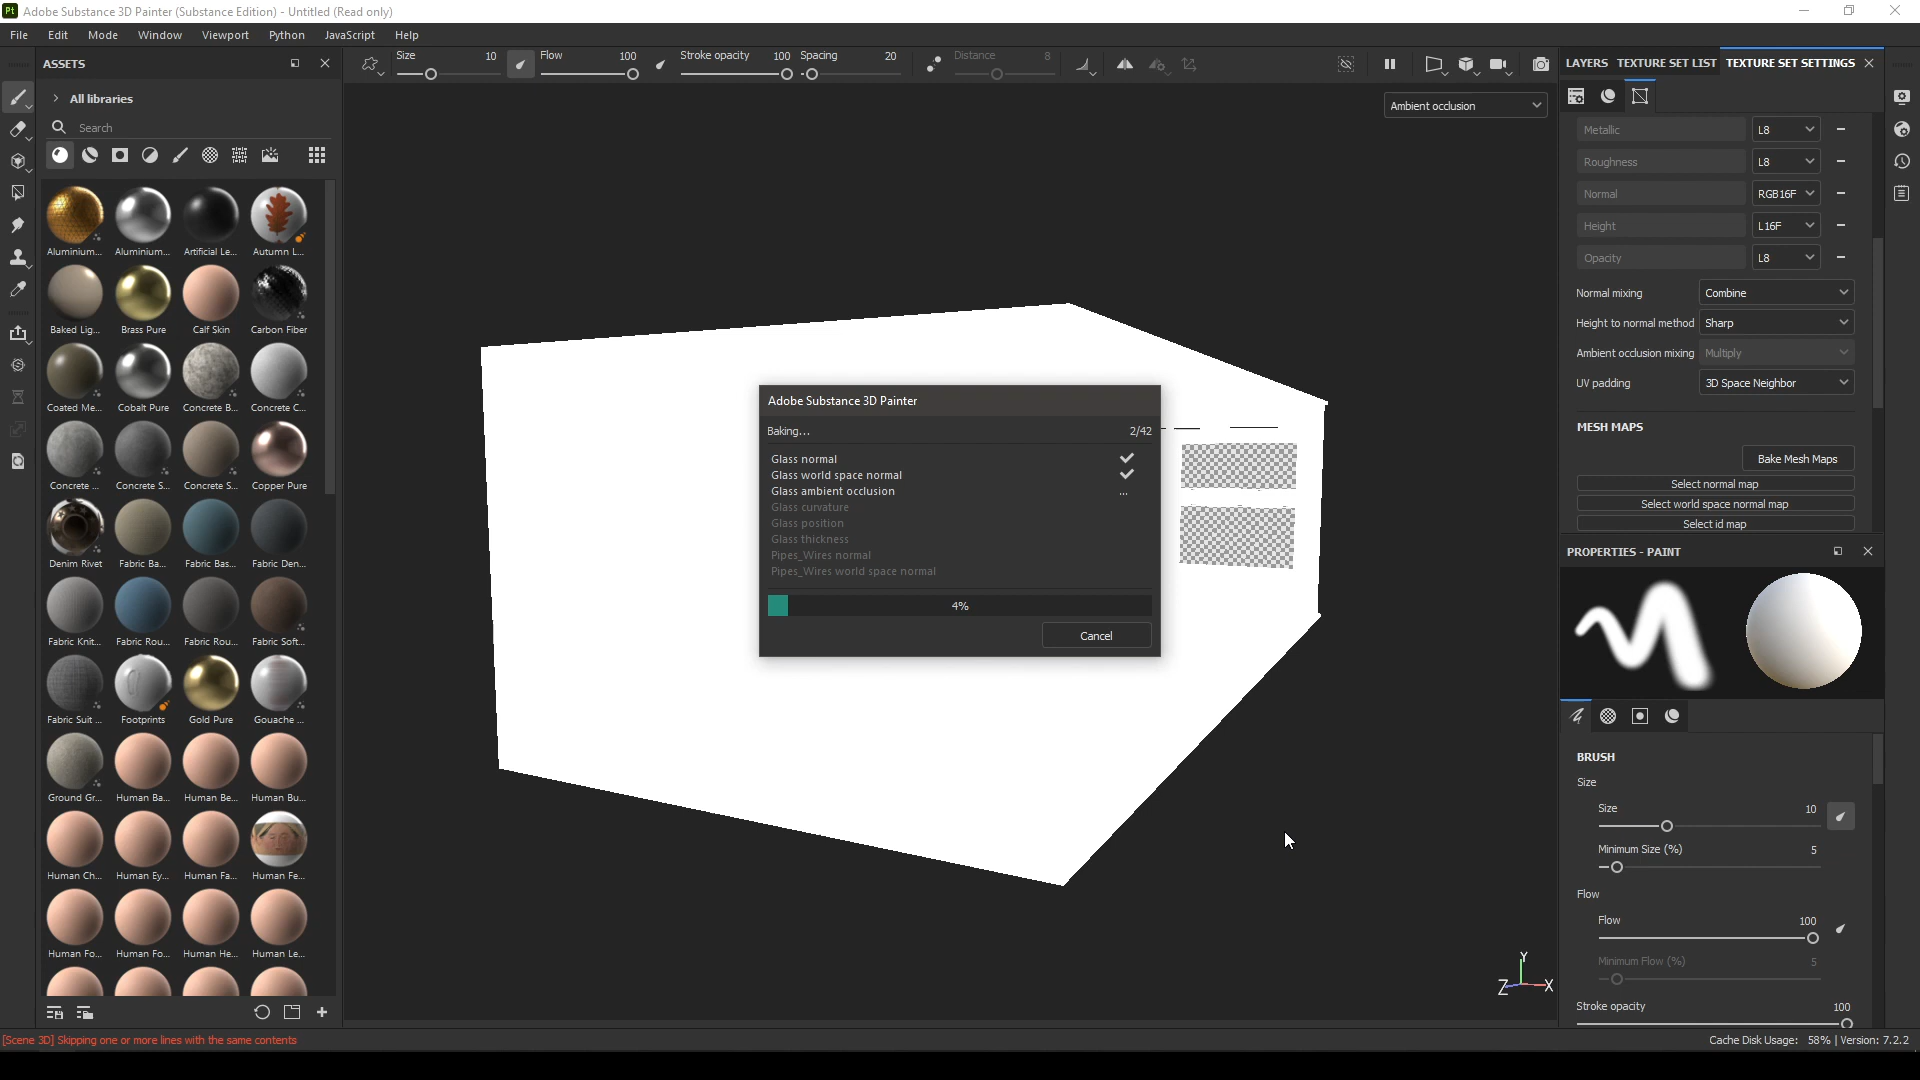 Pt Adobe Substance 3D Painter (Substance Edition) - Untitled (Read only)
File Edit Mode Window Viewport Python JavaScript Help
ASSETS
Size 10 Flow 100 Stroke opacity 100 Spacing 20 Distance 8
LAYERS TEXTURE SET LIST TEXTURE SET SETTINGS
All libraries
Search
Ambient occlusion
Aluminium... Aluminium... Artificial Le... Autumn L...
Baked Lig... Brass Pure Calf Skin Carbon Fiber
Coated Me... Cobalt Pure Concrete B... Concrete C...
Concrete ... Concrete S... Concrete S... Copper Pure
Denim Rivet Fabric Ba... Fabric Bas... Fabric Den...
Fabric Knit... Fabric Rou... Fabric Rou... Fabric Soft...
Fabric Suit ... Footprints Gold Pure Gouache ...
Ground Gr... Human Ba... Human Be... Human Bu...
Human Ch... Human Ey... Human Fa... Human Fe...
Human Fo... Human Fo... Human He... Human Le...
Adobe Substance 3D Painter
Baking... 2/42
Glass normal
Glass world space normal
Glass ambient occlusion ...
Glass curvature
Glass position
Glass thickness
Pipes_Wires normal
Pipes_Wires world space normal
4%
Cancel
Y
Z X
Metallic L8
Roughness L8
Normal RGB16F
Height L16F
Opacity L8
Normal mixing Combine
Height to normal method Sharp
Ambient occlusion mixing Multiply
UV padding 3D Space Neighbor
MESH MAPS
Bake Mesh Maps
Select normal map
Select world space normal map
Select id map
PROPERTIES - PAINT
BRUSH
Size
Size 10
Minimum Size (%) 5
Flow
Flow 100
Minimum Flow (%) 5
Stroke opacity 100
[Scene 3D] Skipping one or more lines with the same contents
Cache Disk Usage: 58% | Version: 7.2.2